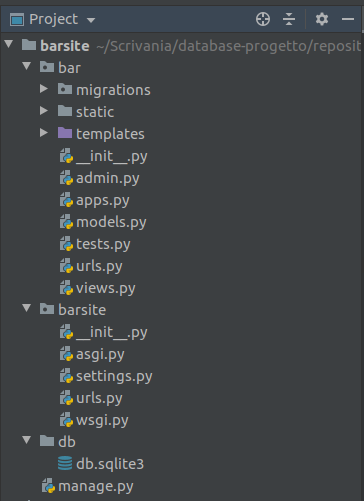 Project
barsite ~/Scrivania/database-progetto/reposit
bar
migrations
static
templates
__init__.py
admin.py
apps.py
models.py
tests.py
urls.py
views.py
barsite
__init__.py
asgi.py
settings.py
urls.py
wsgi.py
db
db.sqlite3
manage.py